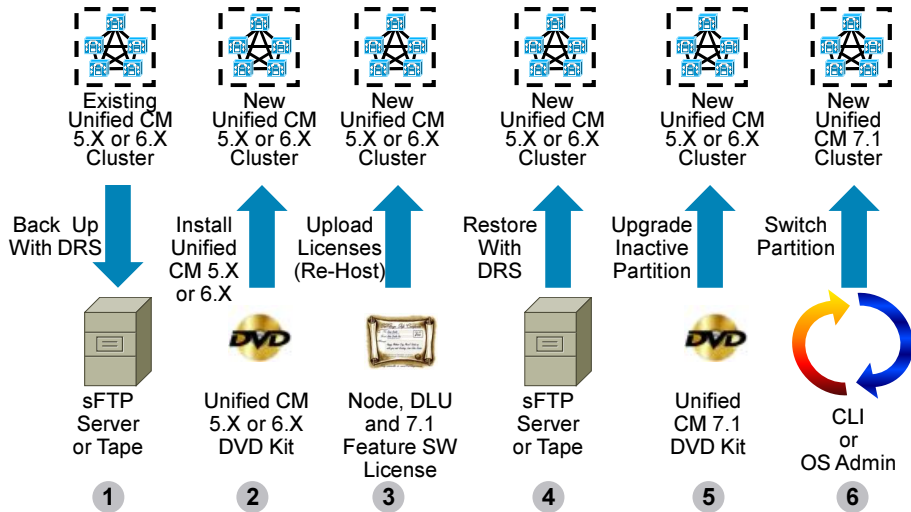 Existing
Unified CM
5.X or 6.X
Cluster
Back Up
With DRS
sFTP
Server
or Tape
1
New
Unified CM
5.X or 6.X
Cluster
Install
Unified
CM 5.X
or 6.X
DVD
Unified CM
5.X or 6.X
DVD Kit
2
New
Unified CM
5.X or 6.X
Cluster
Upload
Licenses
(Re-Host)
Node, DLU
and 7.1
Feature SW
License
3
New
Unified CM
5.X or 6.X
Cluster
Restore
With
DRS
sFTP
Server
or Tape
4
New
Unified CM
5.X or 6.X
Cluster
Upgrade
Inactive
Partition
DVD
Unified
CM 7.1
DVD Kit
5
New
Unified
CM 7.1
Cluster
Switch
Partition
CLI
or
OS Admin
6